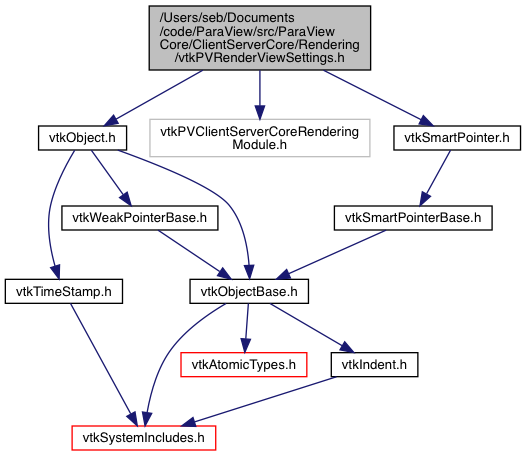 /Users/seb/Documents
/code/ParaView/src/ParaView
Core/ClientServerCore/Rendering
/vtkPVRenderViewSettings.h
vtkObject.h
vtkPVClientServerCoreRendering
Module.h
vtkSmartPointer.h
vtkWeakPointerBase.h
vtkSmartPointerBase.h
vtkTimeStamp.h
vtkObjectBase.h
vtkAtomicTypes.h
vtkIndent.h
vtkSystemIncludes.h